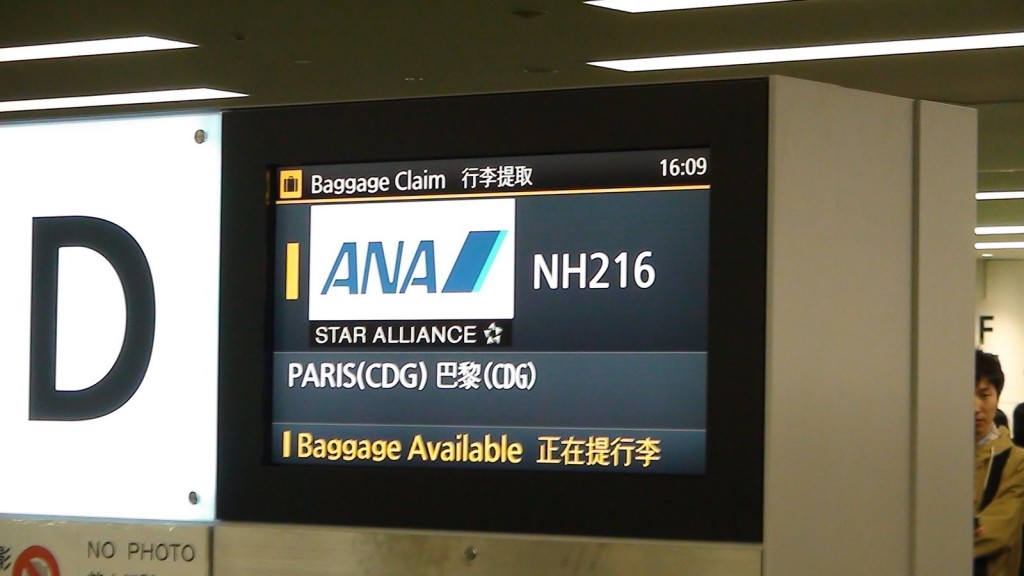 D
Baggage Claim 行李提取 16:09
ANA NH216
STAR ALLIANCE
PARIS(CDG) 巴黎(CDG)
Baggage Available 正在提行李
F
影 NO PHOTO